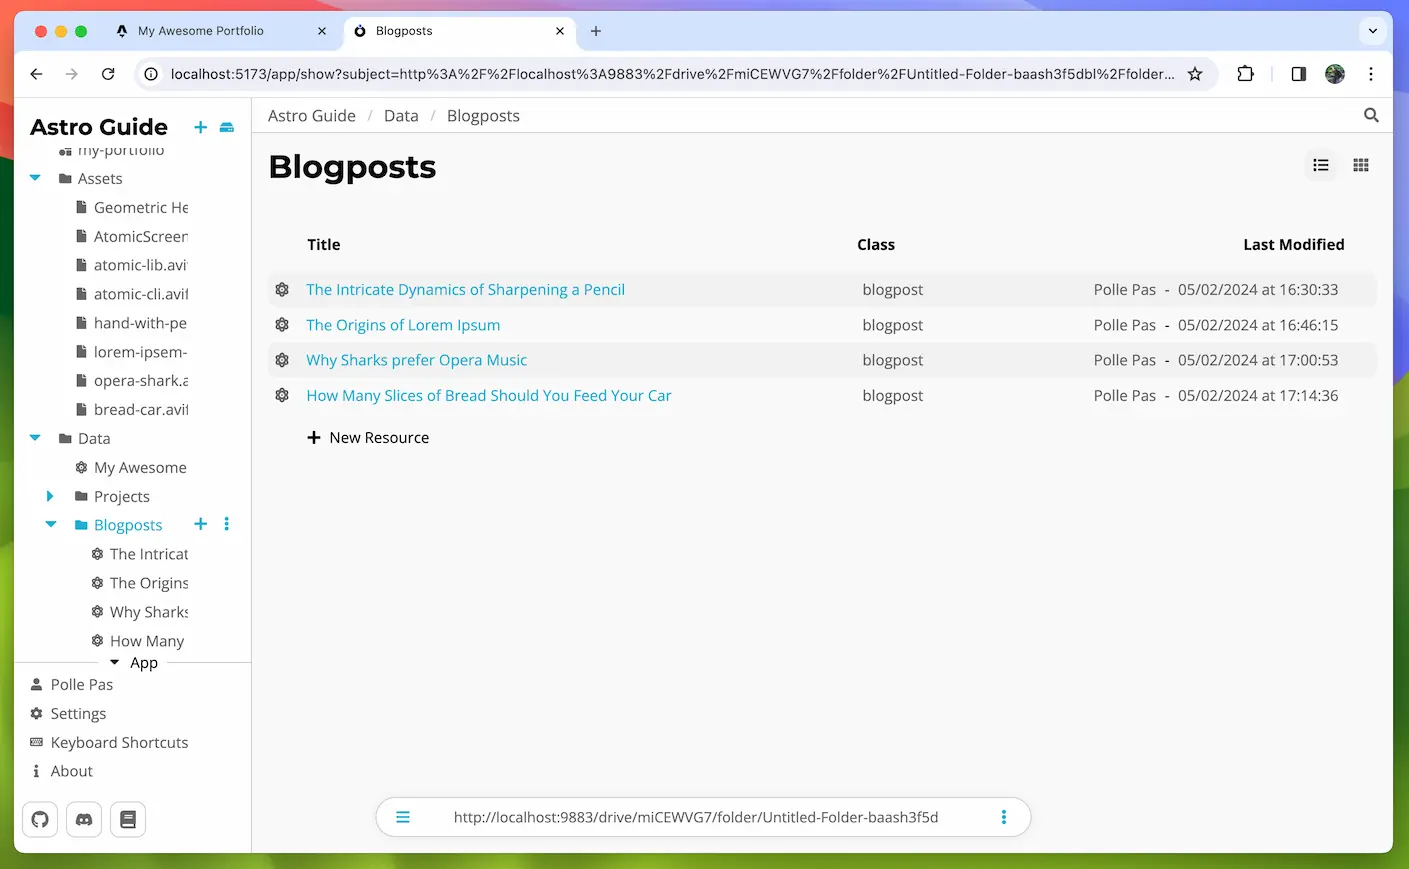 My Awesome Portfolio
Blogposts
localhost:5173/app/show?subject=http%3A%2F%2Flocalhost%3A9883%2Fdrive%2FmiCEWVG7%2Ffolder%2FUntitled-Folder-baash3f5dbl%2Ffolder...
Astro Guide
my-portfolio
Assets
Geometric He
AtomicScreen
atomic-lib.avi
atomic-cli.avif
hand-with-pe
lorem-ipsem-
opera-shark.a
bread-car.avif
Data
My Awesome
Projects
Blogposts
The Intricat
The Origins
Why Sharks
How Many
App
Polle Pas
Settings
Keyboard Shortcuts
About
Astro Guide / Data / Blogposts
Blogposts
Title Class Last Modified
The Intricate Dynamics of Sharpening a Pencil blogpost Polle Pas - 05/02/2024 at 16:30:33
The Origins of Lorem Ipsum blogpost Polle Pas - 05/02/2024 at 16:46:15
Why Sharks prefer Opera Music blogpost Polle Pas - 05/02/2024 at 17:00:53
How Many Slices of Bread Should You Feed Your Car blogpost Polle Pas - 05/02/2024 at 17:14:36
New Resource
http://localhost:9883/drive/miCEWVG7/folder/Untitled-Folder-baash3f5d